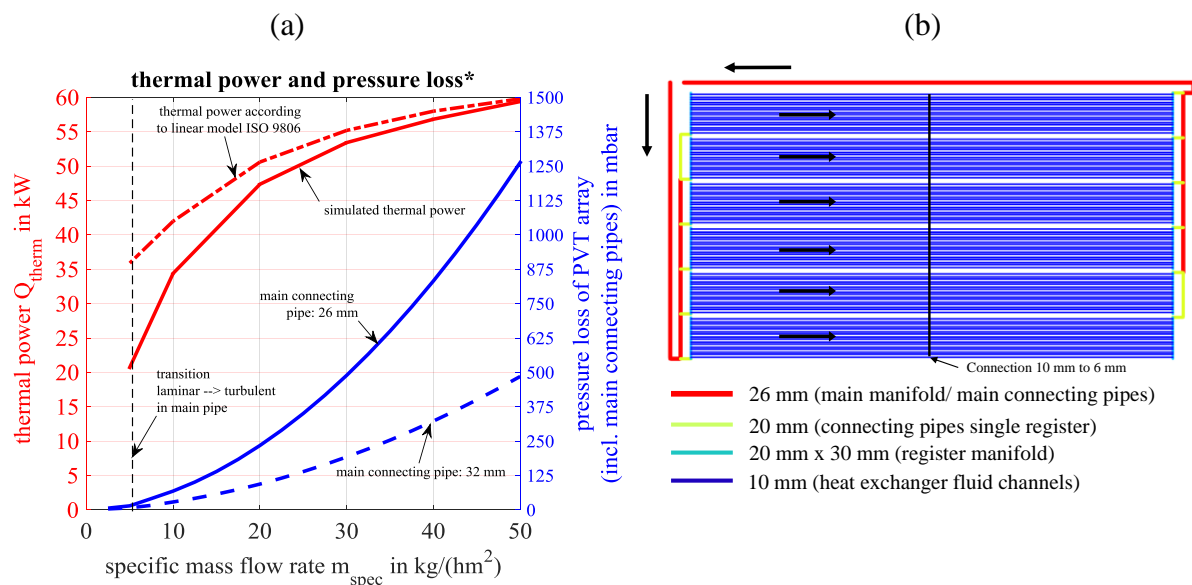 (a)
(b)
thermal power and pressure loss*
60
55
50
45
40
35
30
25
20
15
10
5
0
thermal power Q_therm in kW
thermal power according
to linear model ISO 9806
simulated thermal power
main connecting
pipe: 26 mm
transition
laminar --> turbulent
in main pipe
main connecting pipe: 32 mm
1500
1375
1250
1125
1000
875
750
625
500
375
250
125
0
pressure loss of PVT array
(incl. main connecting pipes) in mbar
0
10
20
30
40
50
specific mass flow rate m_spec in kg/(hm²)
Connection 10 mm to 6 mm
26 mm (main manifold/ main connecting pipes)
20 mm (connecting pipes single register)
20 mm x 30 mm (register manifold)
10 mm (heat exchanger fluid channels)